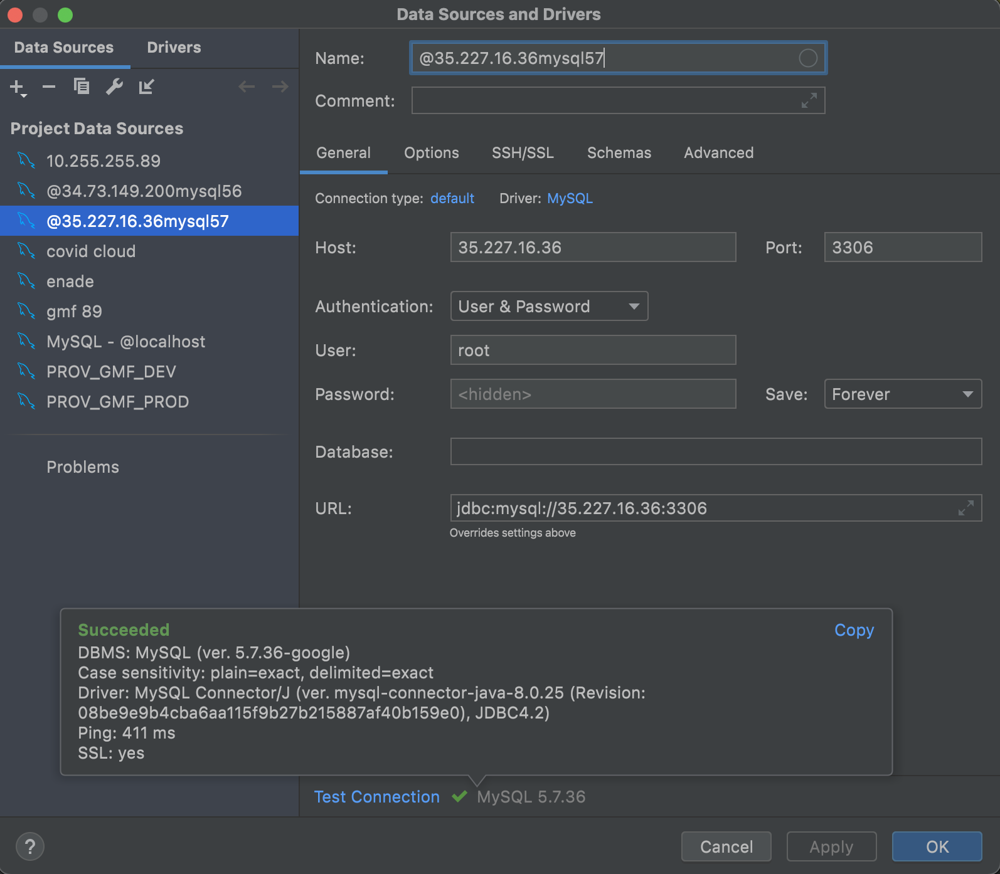 Data Sources and Drivers
Data Sources
Drivers
Project Data Sources
10.255.255.89
@34.73.149.200mysql56
@35.227.16.36mysql57
covid cloud
enade
gmf 89
MySQL - @localhost
PROV_GMF_DEV
PROV_GMF_PROD
Problems
Name: @35.227.16.36mysql57
Comment:
General Options SSH/SSL Schemas Advanced
Connection type: default Driver: MySQL
Host: 35.227.16.36 Port: 3306
Authentication: User & Password
User: root
Password: <hidden> Save: Forever
Database:
URL: jdbc:mysql://35.227.16.36:3306
Overrides settings above
Succeeded Copy
DBMS: MySQL (ver. 5.7.36-google)
Case sensitivity: plain=exact, delimited=exact
Driver: MySQL Connector/J (ver. mysql-connector-java-8.0.25 (Revision:
08be9e9b4cba6aa115f9b27b215887af40b159e0), JDBC4.2)
Ping: 411 ms
SSL: yes
Test Connection MySQL 5.7.36
? Cancel Apply OK